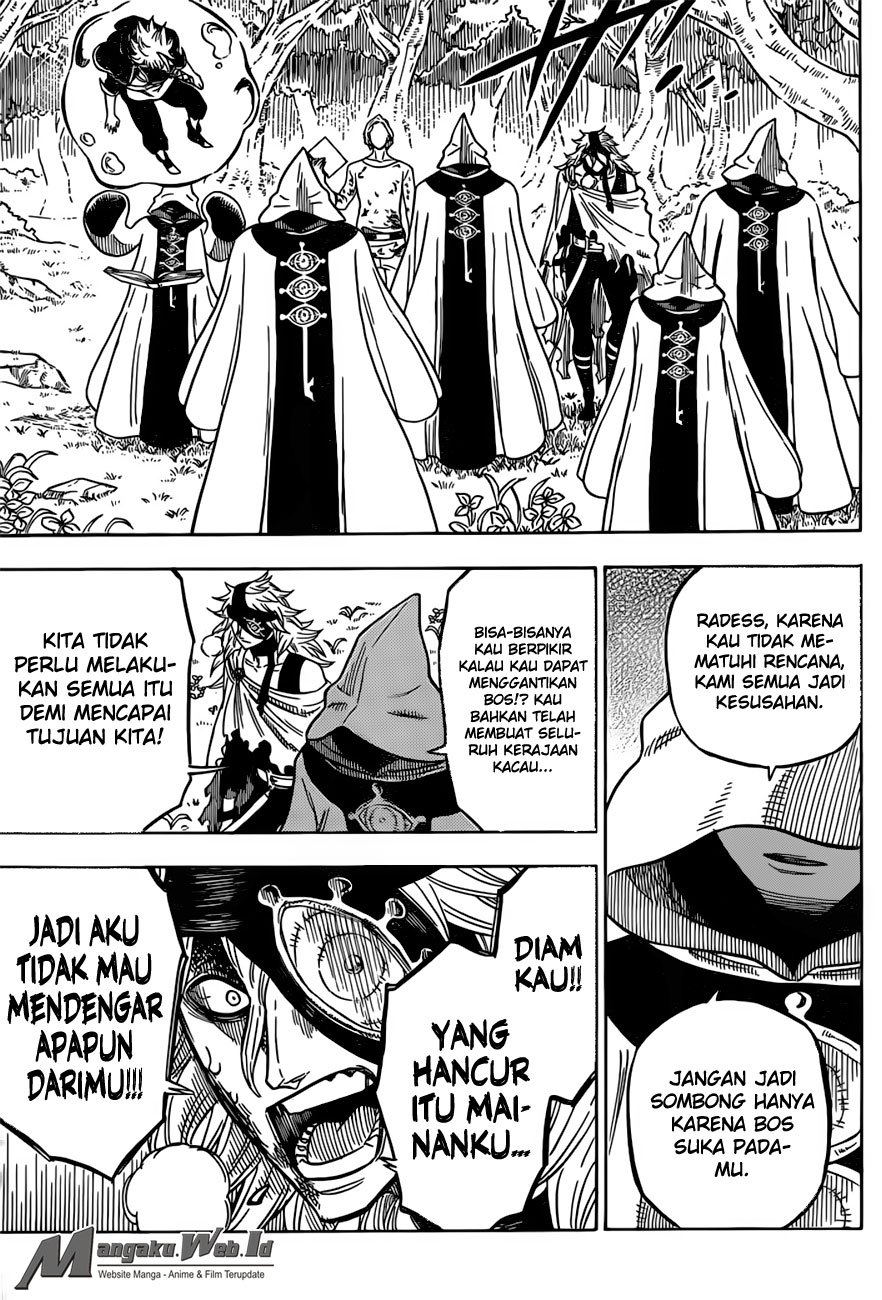 RADESS, KARENA
KAU TIDAK ME-
MATUHI RENCANA,
KAMI SEMUA JADI
KESUSAHAN.
JANGAN JADI
SOMBONG HANYA
KARENA BOS
SUKA PADA-
MU.
BISA-BISANYA
KAU BERPIKIR
KALAU KAU DAPAT
MENGGANTIKAN
BOS!? KAU
BAHKAN TELAH
MEMBUAT SELU-
RUH KERAJAAN
KACAU...
KITA TIDAK
PERLU MELAKU-
KAN SEMUA ITU
DEMI MENCAPAI
TUJUAN KITA!
DIAM
KAU!!
YANG
HANCUR
ITU MAI-
NANKU...
JADI AKU
TIDAK MAU
MENDENGAR
APAPUN
DARIMU!!!
Mangaku.Web.Id
Website Manga - Anime & Film Terupdate